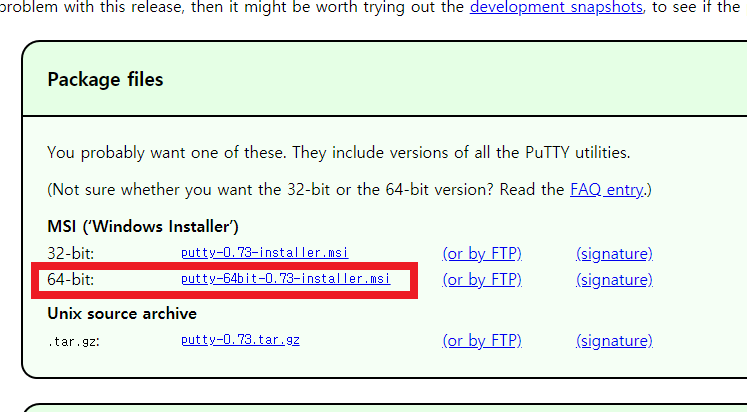 problem with this release, then it might be worth trying out the development snapshots, to see if the
Package files
You probably want one of these. They include versions of all the PuTTY utilities.
(Not sure whether you want the 32-bit or the 64-bit version? Read the FAQ entry.)
MSI (‘Windows Installer’)
32-bit: putty-0.73-installer.msi (or by FTP) (signature)
64-bit: putty-64bit-0.73-installer.msi (or by FTP) (signature)
Unix source archive
.tar.gz: putty-0.73.tar.gz (or by FTP) (signature)